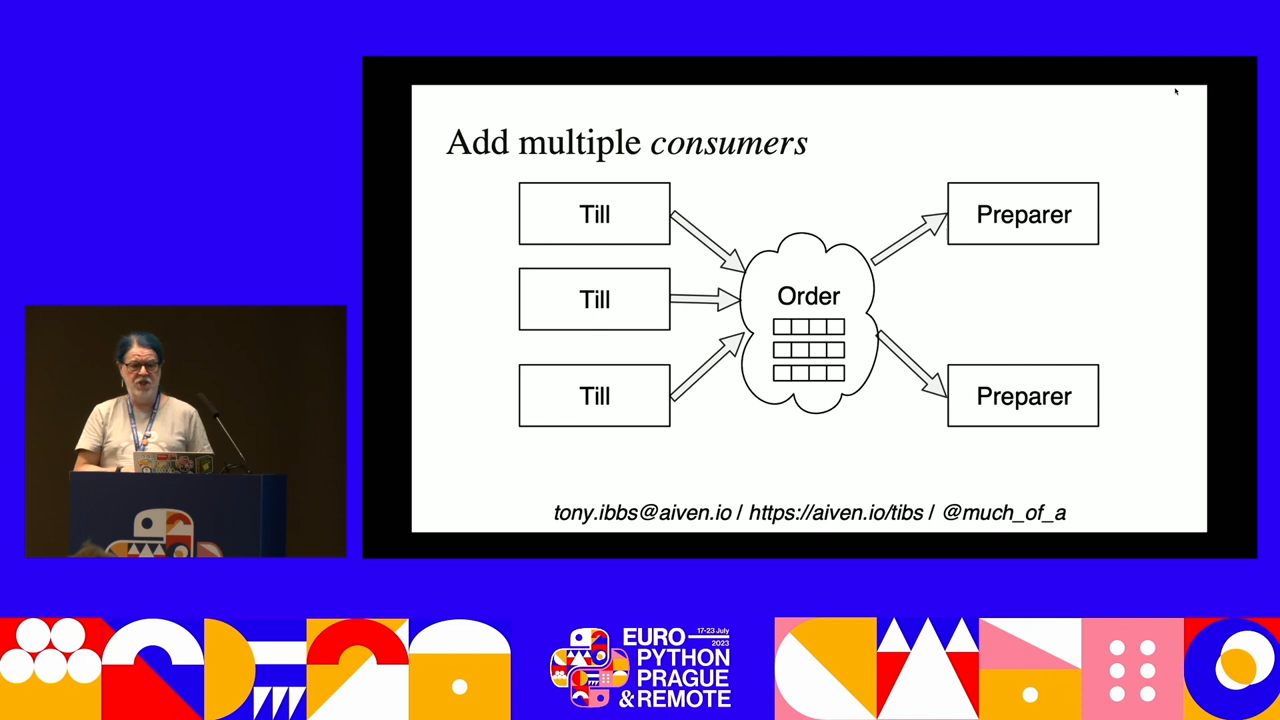 Add multiple consumers
Till
Preparer
Till
Order
Till
Preparer
tony.ibbs@aiven.io / https://aiven.io/tibs / @much_of_a
EURO 17-23 July
2023
PYTHON
PRAGUE
&REMOTE